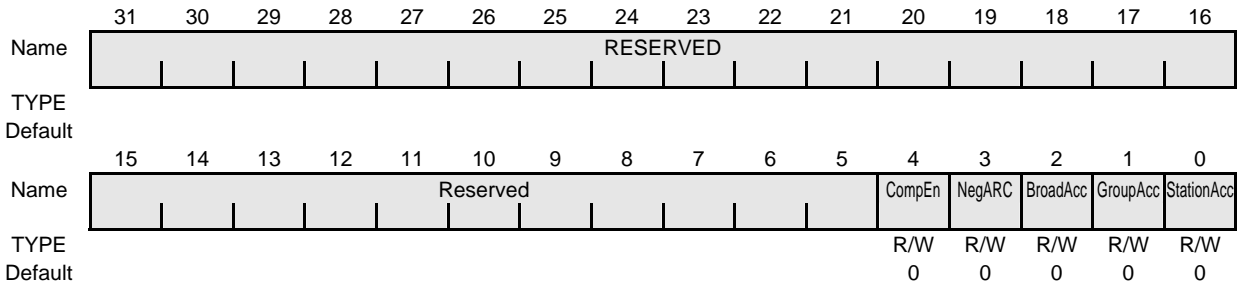 31 30 29 28 27 26 25 24 23 22 21 20 19 18 17 16
Name RESERVED
TYPE
Default
15 14 13 12 11 10 9 8 7 6 5 4 3 2 1 0
Name Reserved CompEn NegARC BroadAcc GroupAcc StationAcc
TYPE R/W R/W R/W R/W R/W
Default 0 0 0 0 0